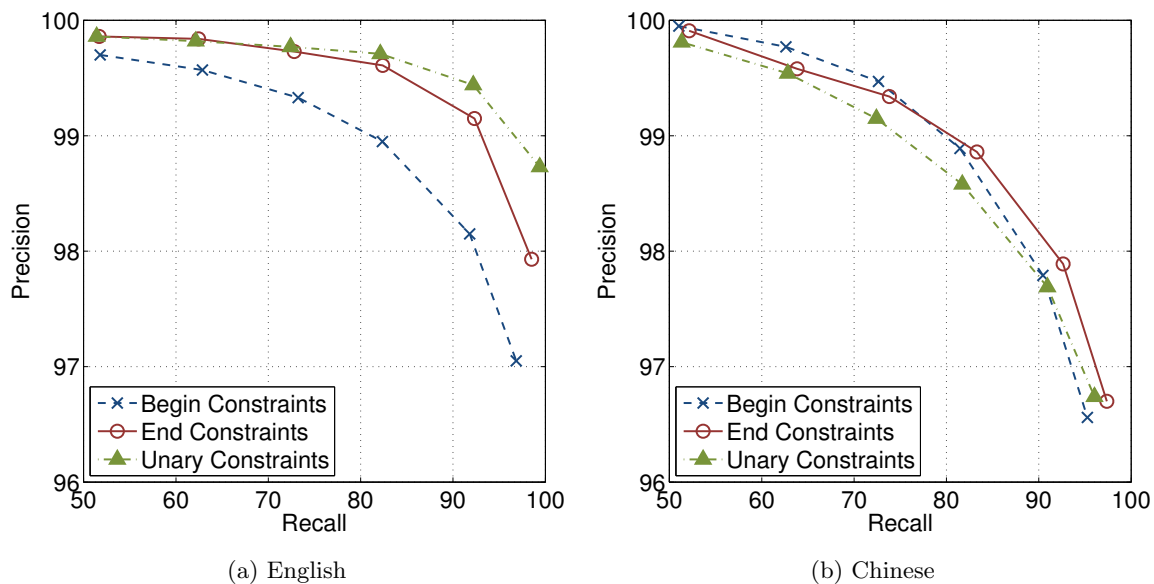 100
99
98
97
96
Precision
50 60 70 80 90 100
Recall
Begin Constraints
End Constraints
Unary Constraints
(a) English
100
99
98
97
96
Precision
50 60 70 80 90 100
Recall
Begin Constraints
End Constraints
Unary Constraints
(b) Chinese